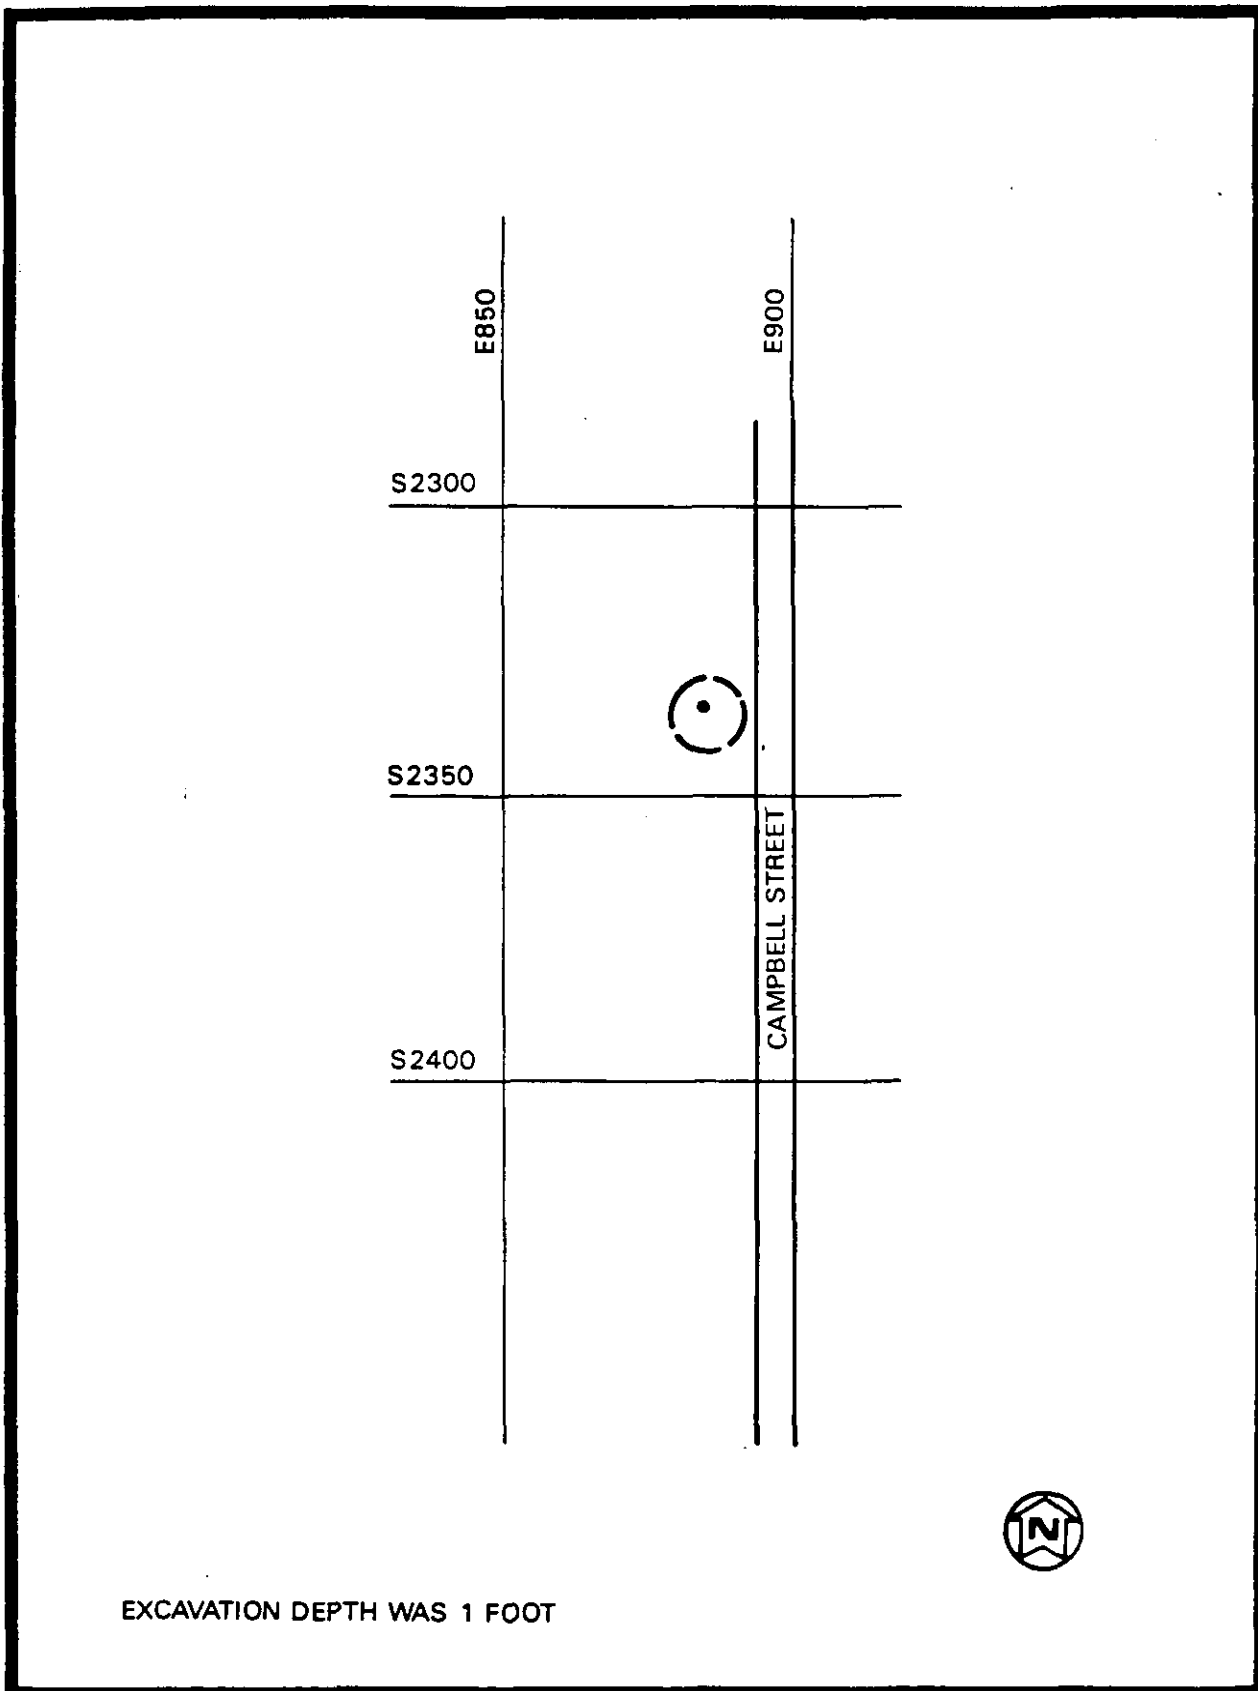 E850
E900
S2300
S2350
CAMPBELL STREET
S2400
N
EXCAVATION DEPTH WAS 1 FOOT